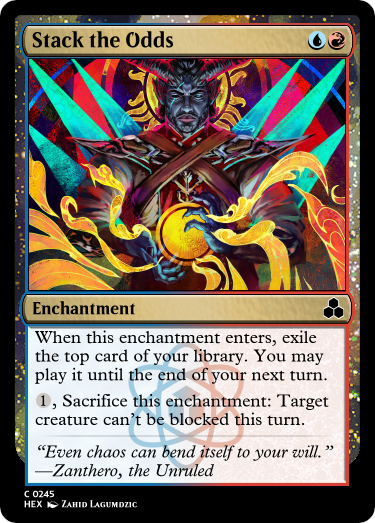 Stack the Odds
Enchantment
When this enchantment enters, exile
the top card of your library. You may
play it until the end of your next turn.
1 , Sacrifice this enchantment: Target
creature can't be blocked this turn.
“Even chaos can bend itself to your will.”
—Zanthero, the Unruled
C 0245
HEX Zahid Lagumdzic